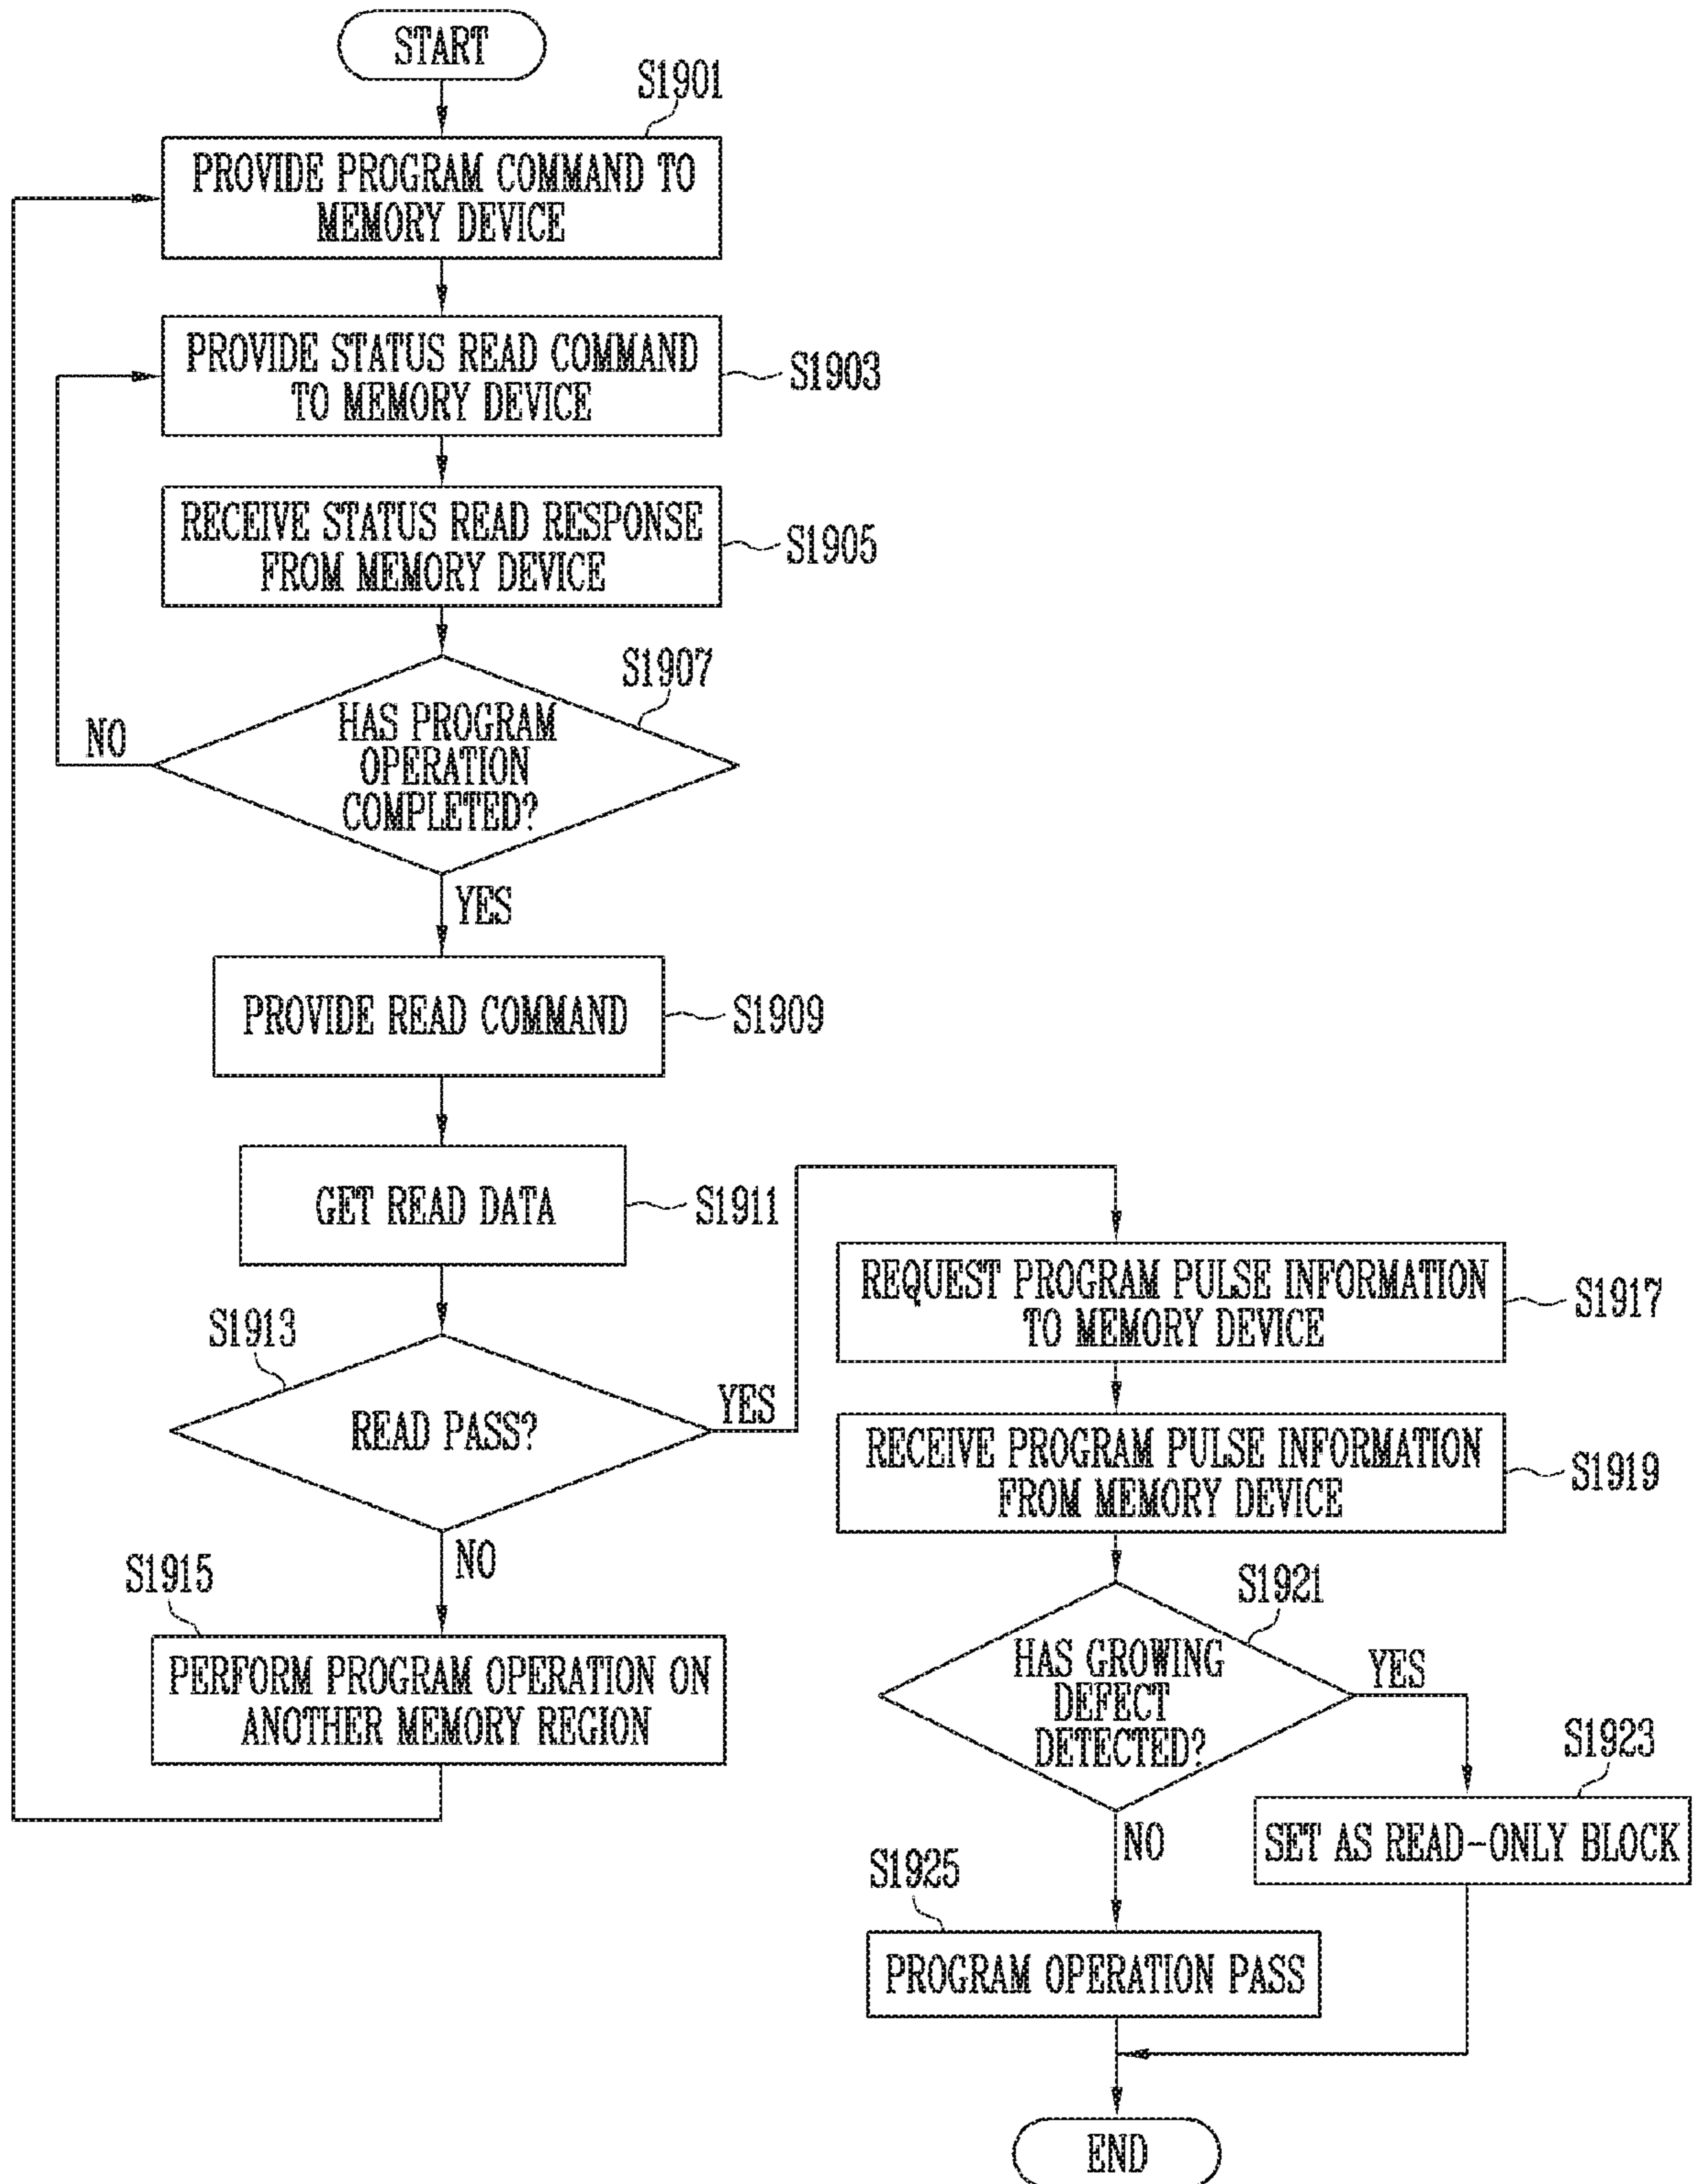 START
S1901
PROVIDE PROGRAM COMMAND TO
MEMORY DEVICE
PROVIDE STATUS READ COMMAND
TO MEMORY DEVICE
S1903
RECEIVE STATUS READ RESPONSE
FROM MEMORY DEVICE
S1905
S1907
HAS PROGRAM
OPERATION
COMPLETED?
NO
YES
PROVIDE READ COMMAND
S1909
GET READ DATA
S1911
S1913
READ PASS?
YES
NO
S1915
PERFORM PROGRAM OPERATION ON
ANOTHER MEMORY REGION
REQUEST PROGRAM PULSE INFORMATION
TO MEMORY DEVICE
S1917
RECEIVE PROGRAM PULSE INFORMATION
FROM MEMORY DEVICE
S1919
S1921
HAS GROWING
DEFECT
DETECTED?
YES
S1923
SET AS READ-ONLY BLOCK
NO
S1925
PROGRAM OPERATION PASS
END